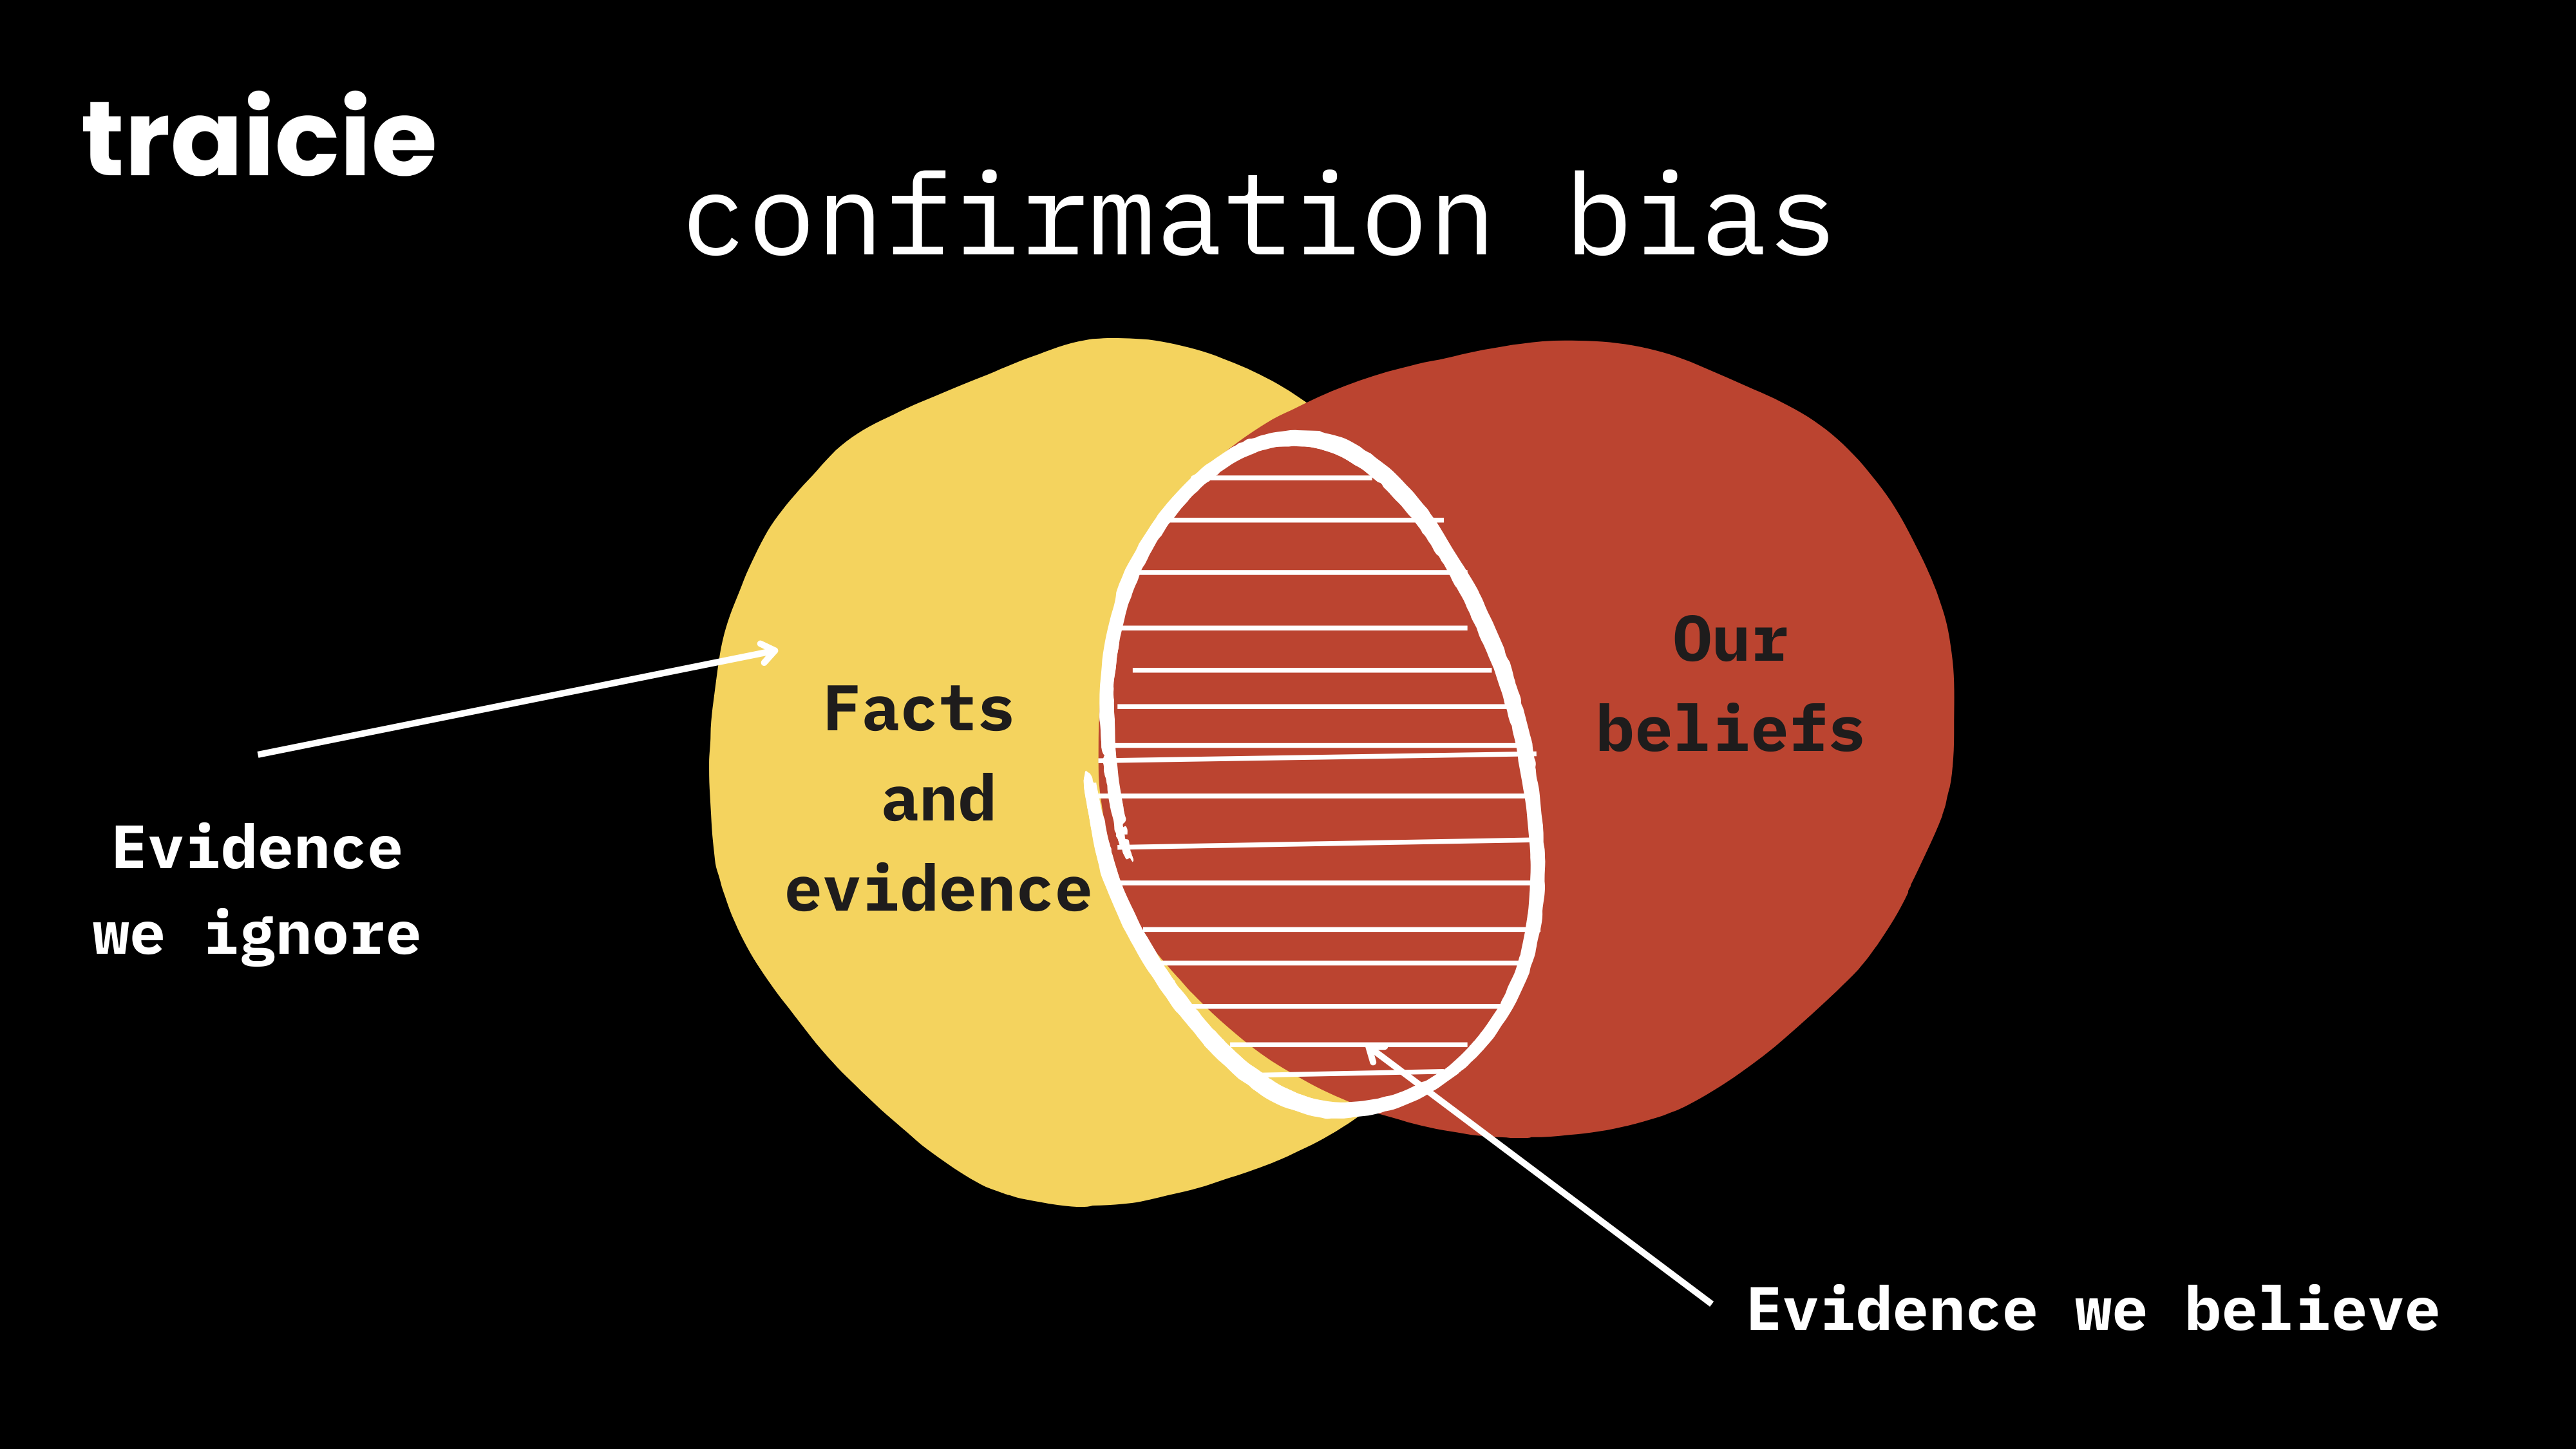 traicie
confirmation bias
Facts
and
evidence
Our
beliefs
Evidence
we ignore
Evidence we believe